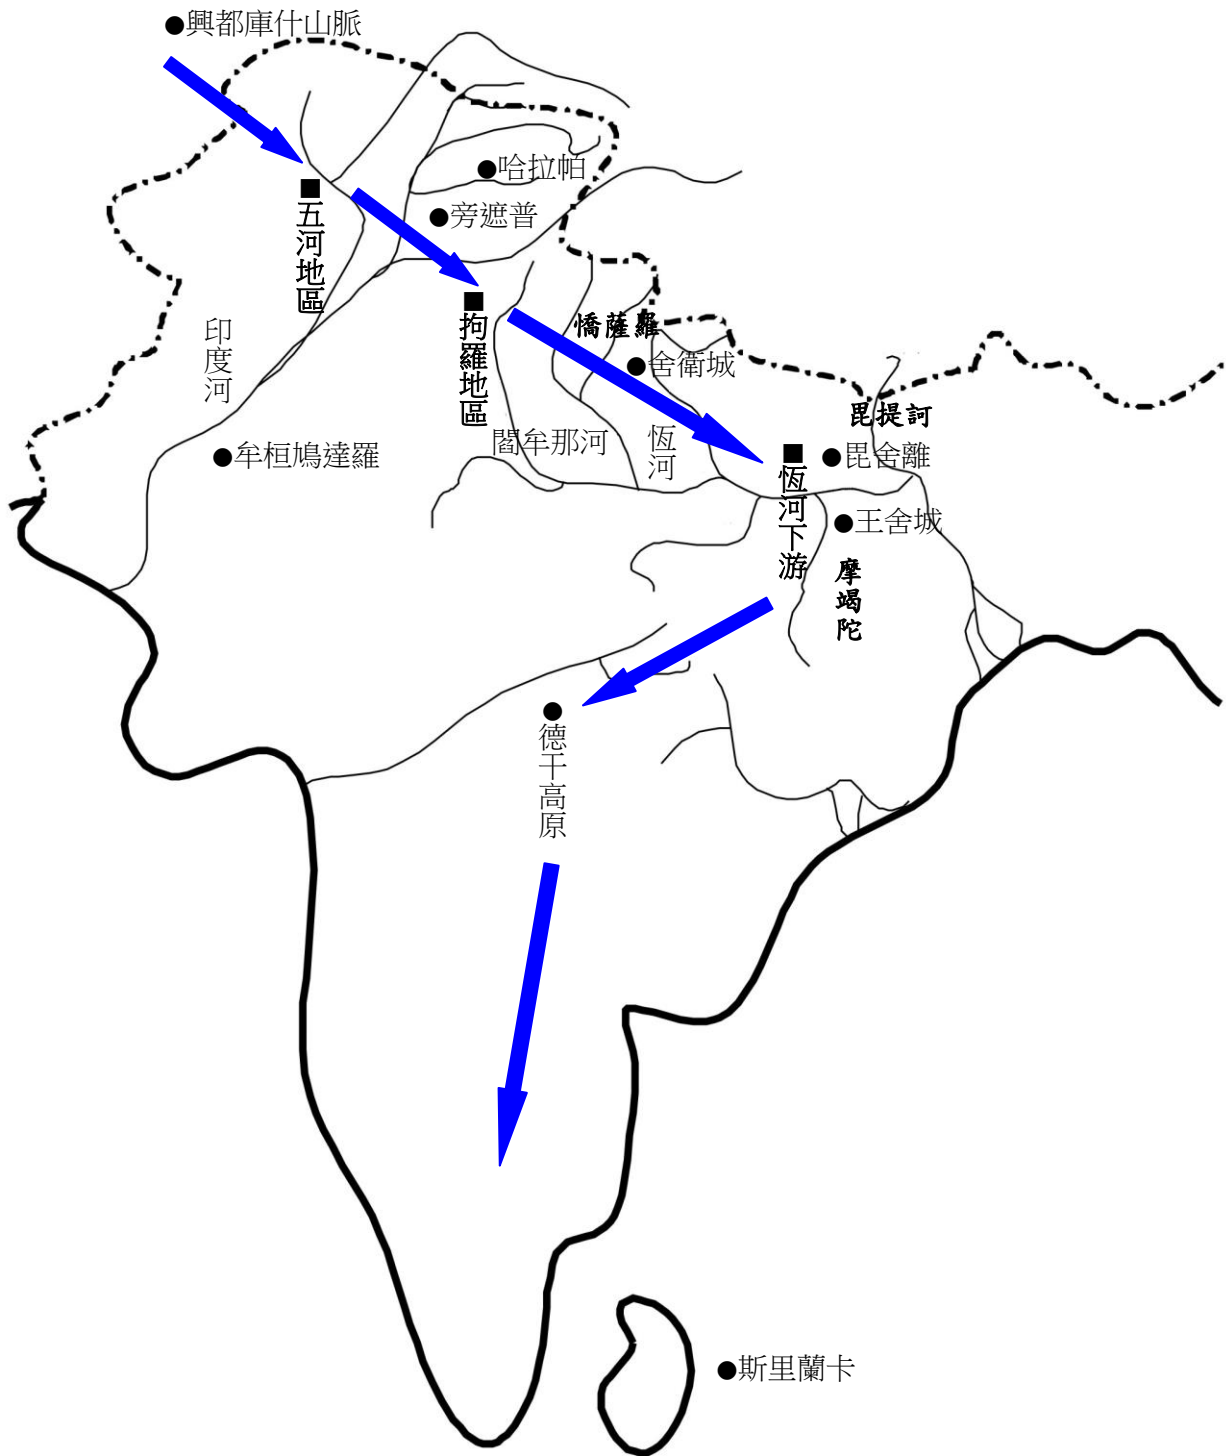 ●興都庫什山脈
●哈拉帕
■五河地區
●旁遮普
■拘羅地區
憍薩羅
印度河
●舍衛城
毘提訶
閻牟那河
恆河
●牟桓鳩達羅
■恆河下游
●毘舍離
●王舍城
摩竭陀
●德干高原
●斯里蘭卡